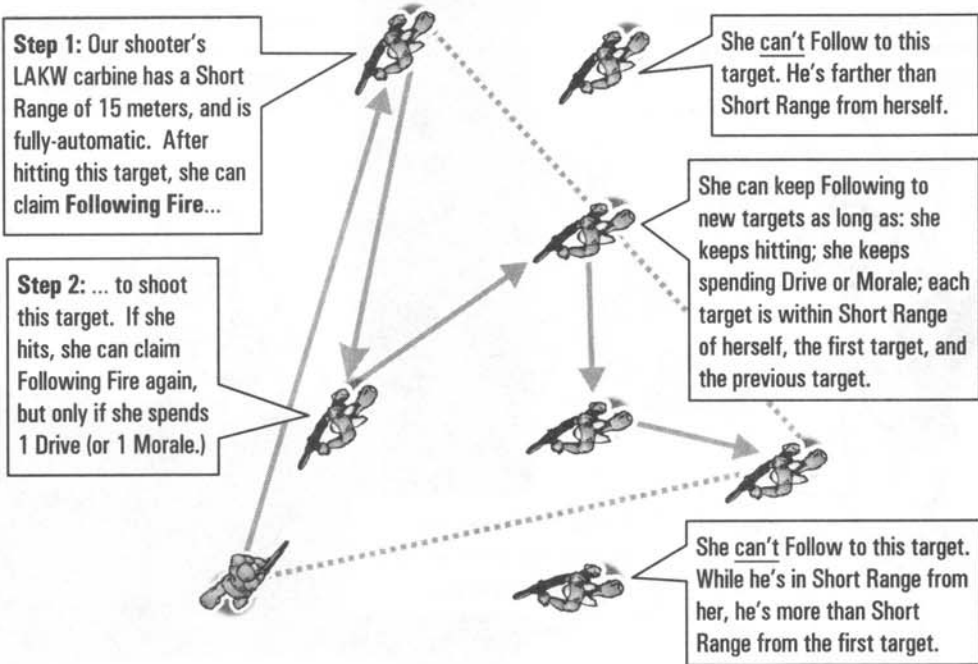 Step 1: Our shooter's
LAKW carbine has a Short
Range of 15 meters, and is
fully-automatic. After
hitting this target, she can
claim Following Fire...
Step 2: ... to shoot
this target. If she
hits, she can claim
Following Fire again,
but only if she spends
1 Drive (or 1 Morale.)
She can't Follow to this
target. He's farther than
Short Range from herself.
She can keep Following to
new targets as long as: she
keeps hitting; she keeps
spending Drive or Morale; each
target is within Short Range
of herself, the first target, and
the previous target.
She can't Follow to this target.
While he's in Short Range from
her, he's more than Short
Range from the first target.